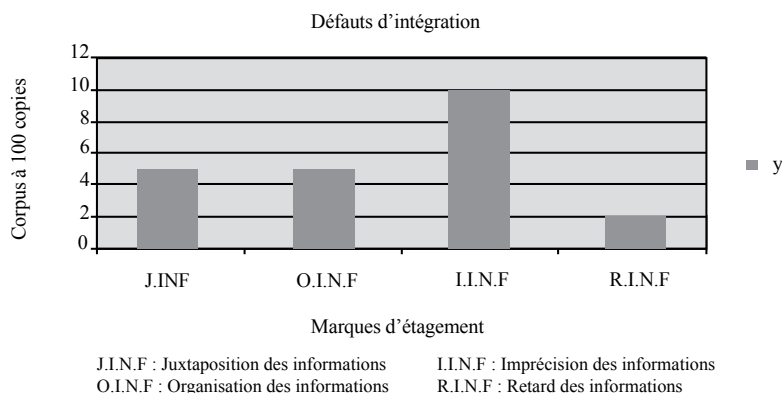 Défauts d’intégration
Corpus à 100 copies
12
10
8
6
4
2
0
y
J.INF O.I.N.F I.I.N.F R.I.N.F
Marques d’étagement
J.I.N.F : Juxtaposition des informations I.I.N.F : Imprécision des informations
O.I.N.F : Organisation des informations R.I.N.F : Retard des informations